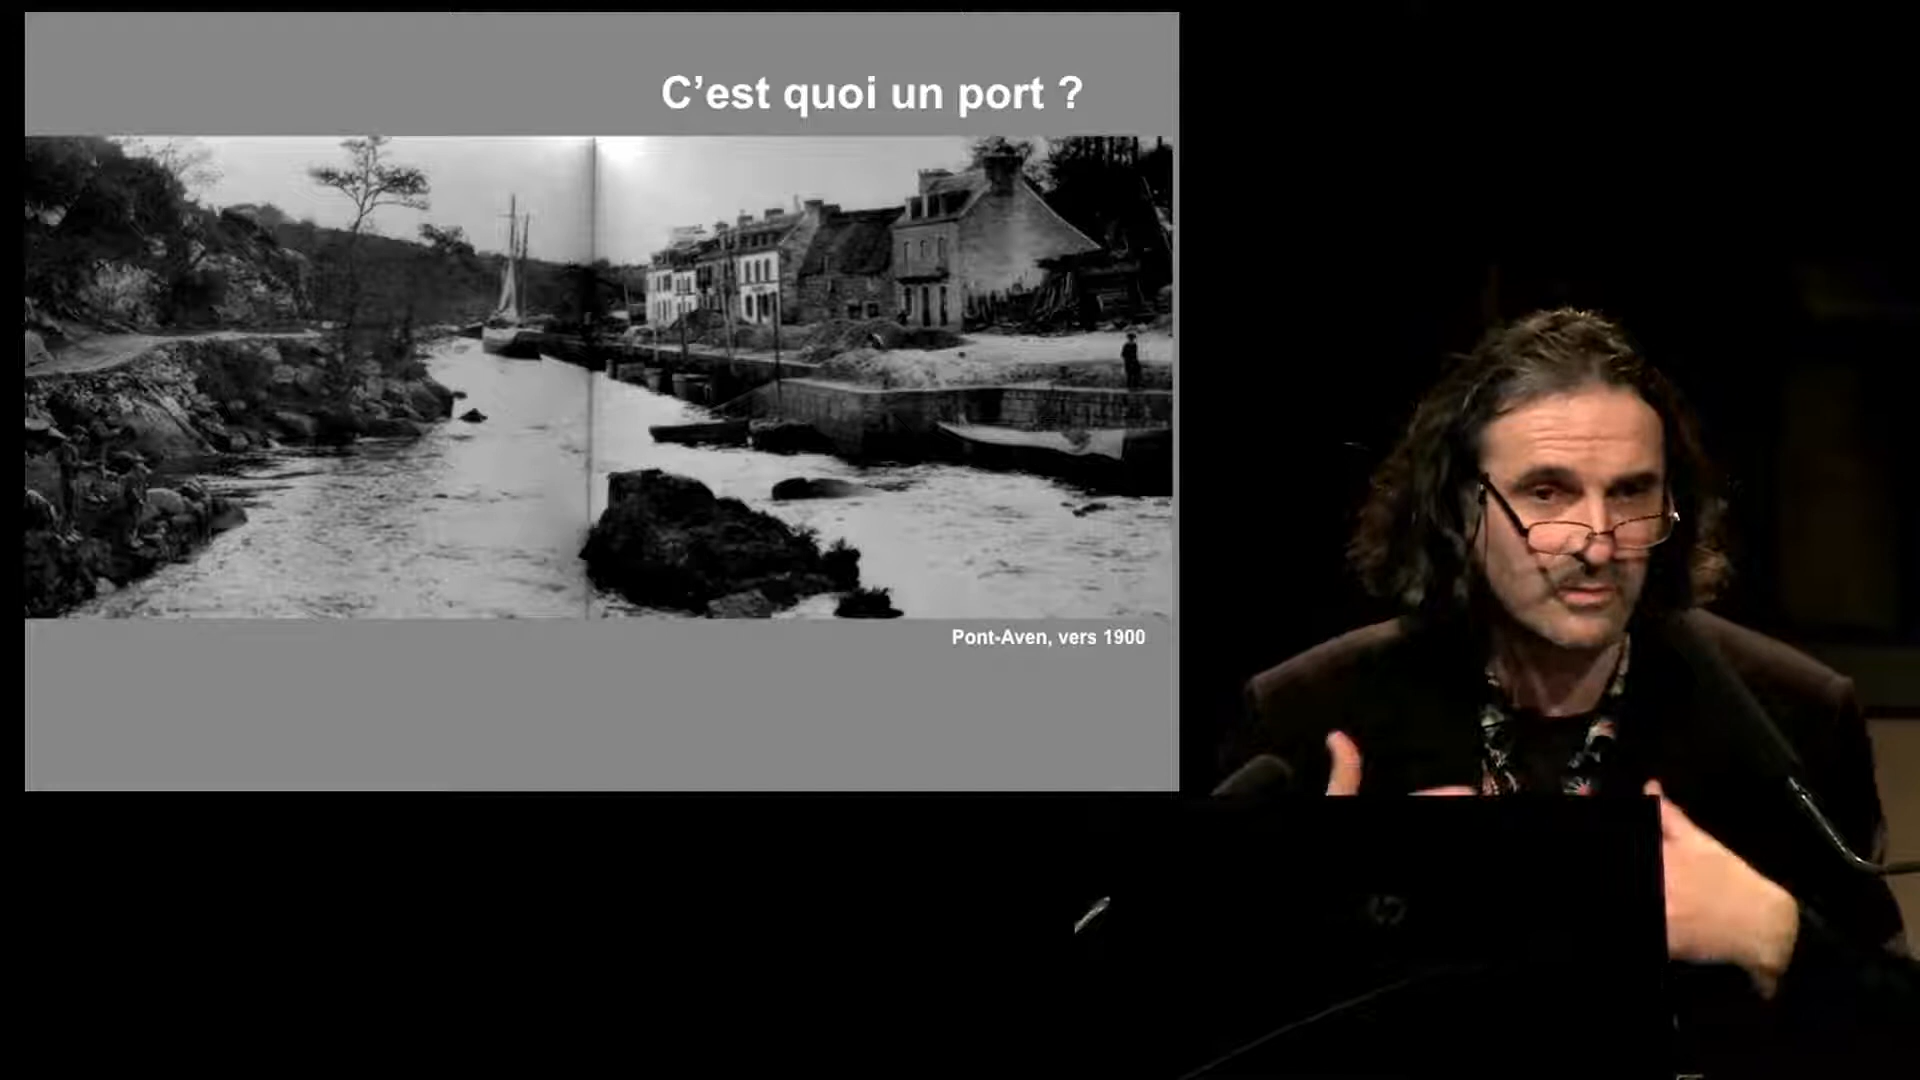 C’est quoi un port ?
Pont-Aven, vers 1900